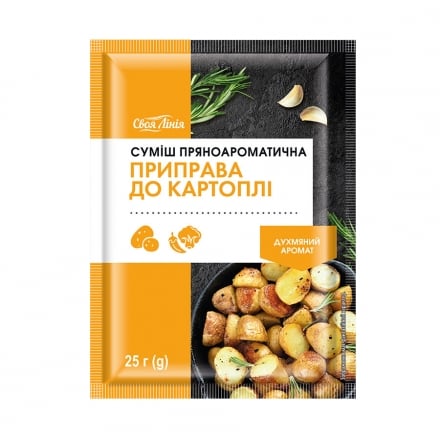 Своя Лінія
СУМІШ ПРЯНОАРОМАТИЧНА
ПРИПРАВА
ДО КАРТОПЛІ
ДУХМЯНИЙ
АРОМАТ
25 г (g)